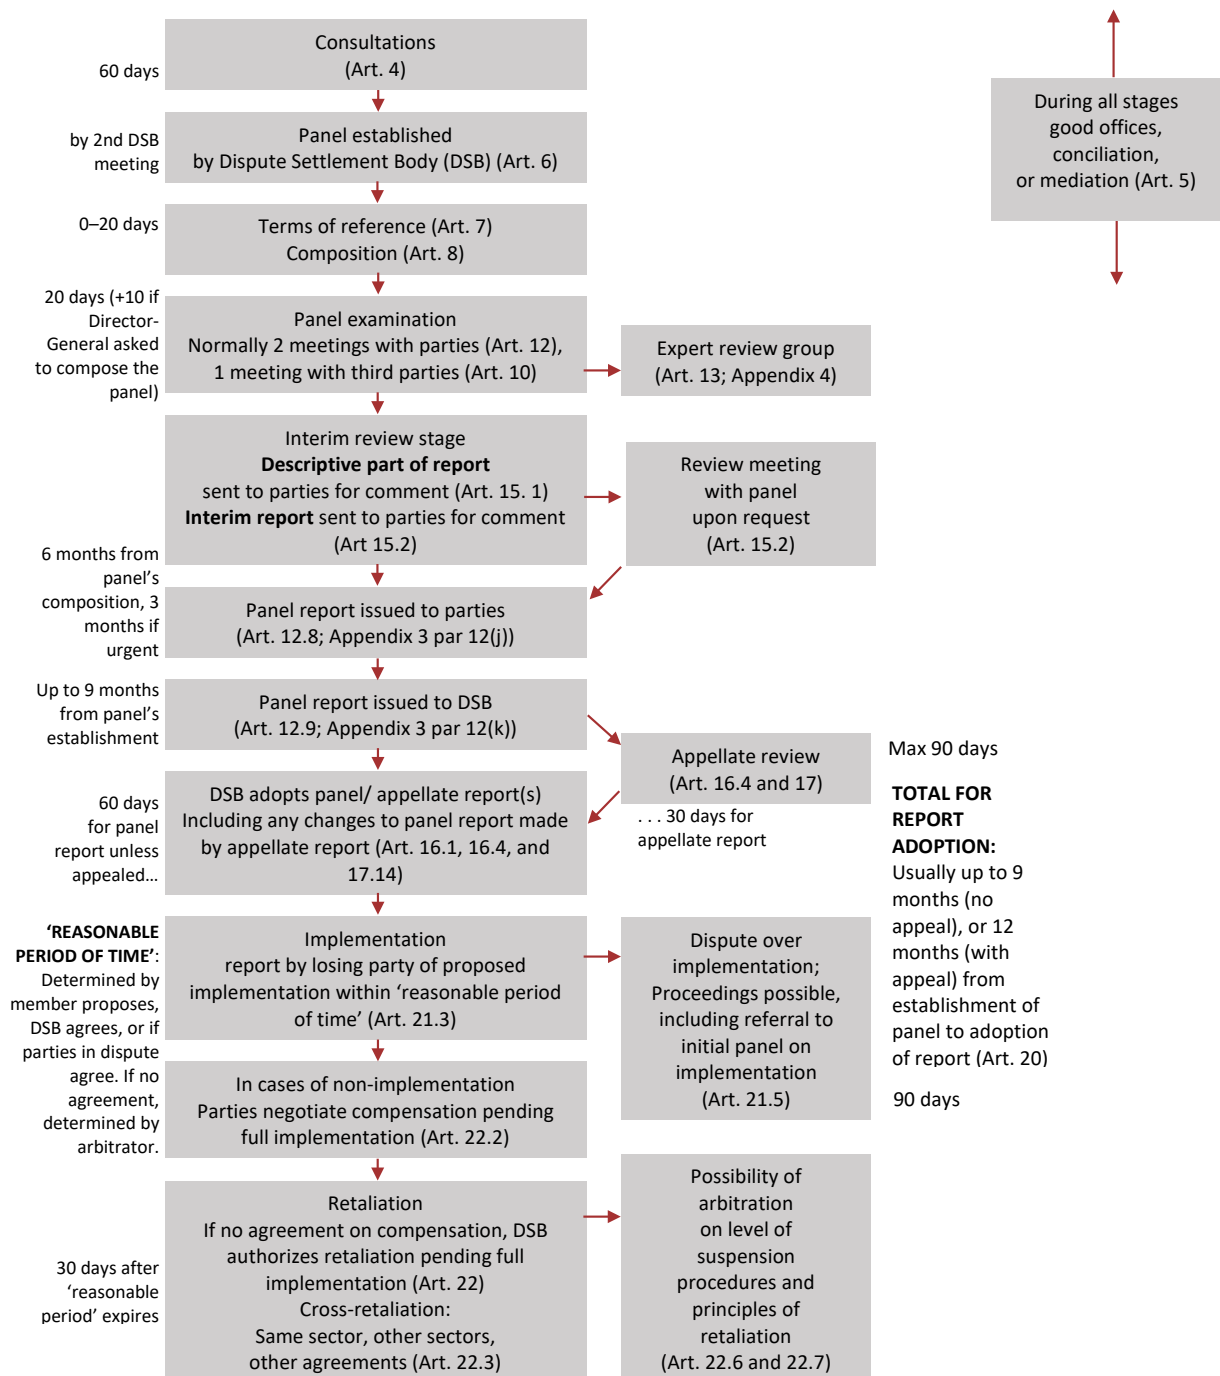 Consultations
(Art. 4)
60 days
During all stages
good offices,
conciliation,
or mediation (Art. 5)
by 2nd DSB
meeting
Panel established
by Dispute Settlement Body (DSB) (Art. 6)
0–20 days
Terms of reference (Art. 7)
Composition (Art. 8)
20 days (+10 if
Director-
General asked
to compose the
panel)
Panel examination
Normally 2 meetings with parties (Art. 12),
1 meeting with third parties (Art. 10)
Expert review group
(Art. 13; Appendix 4)
Interim review stage
Descriptive part of report
sent to parties for comment (Art. 15. 1)
Interim report sent to parties for comment
(Art 15.2)
Review meeting
with panel
upon request
(Art. 15.2)
6 months from
panel’s
composition, 3
months if
urgent
Panel report issued to parties
(Art. 12.8; Appendix 3 par 12(j))
Up to 9 months
from panel’s
establishment
Panel report issued to DSB
(Art. 12.9; Appendix 3 par 12(k))
Appellate review
(Art. 16.4 and 17)
Max 90 days
60 days
for panel
report unless
appealed…
DSB adopts panel/ appellate report(s)
Including any changes to panel report made
by appellate report (Art. 16.1, 16.4, and
17.14)
. . . 30 days for
appellate report
TOTAL FOR
REPORT
ADOPTION:
Usually up to 9
months (no
appeal), or 12
months (with
appeal) from
establishment of
panel to adoption
of report (Art. 20)
‘REASONABLE
PERIOD OF TIME’:
Determined by
member proposes,
DSB agrees, or if
parties in dispute
agree. If no
agreement,
determined by
arbitrator.
Implementation
report by losing party of proposed
implementation within ‘reasonable period
of time’ (Art. 21.3)
Dispute over
implementation;
Proceedings possible,
including referral to
initial panel on
implementation
(Art. 21.5)
90 days
In cases of non-implementation
Parties negotiate compensation pending
full implementation (Art. 22.2)
30 days after
‘reasonable
period’ expires
Retaliation
If no agreement on compensation, DSB
authorizes retaliation pending full
implementation (Art. 22)
Cross-retaliation:
Same sector, other sectors,
other agreements (Art. 22.3)
Possibility of
arbitration
on level of
suspension
procedures and
principles of
retaliation
(Art. 22.6 and 22.7)